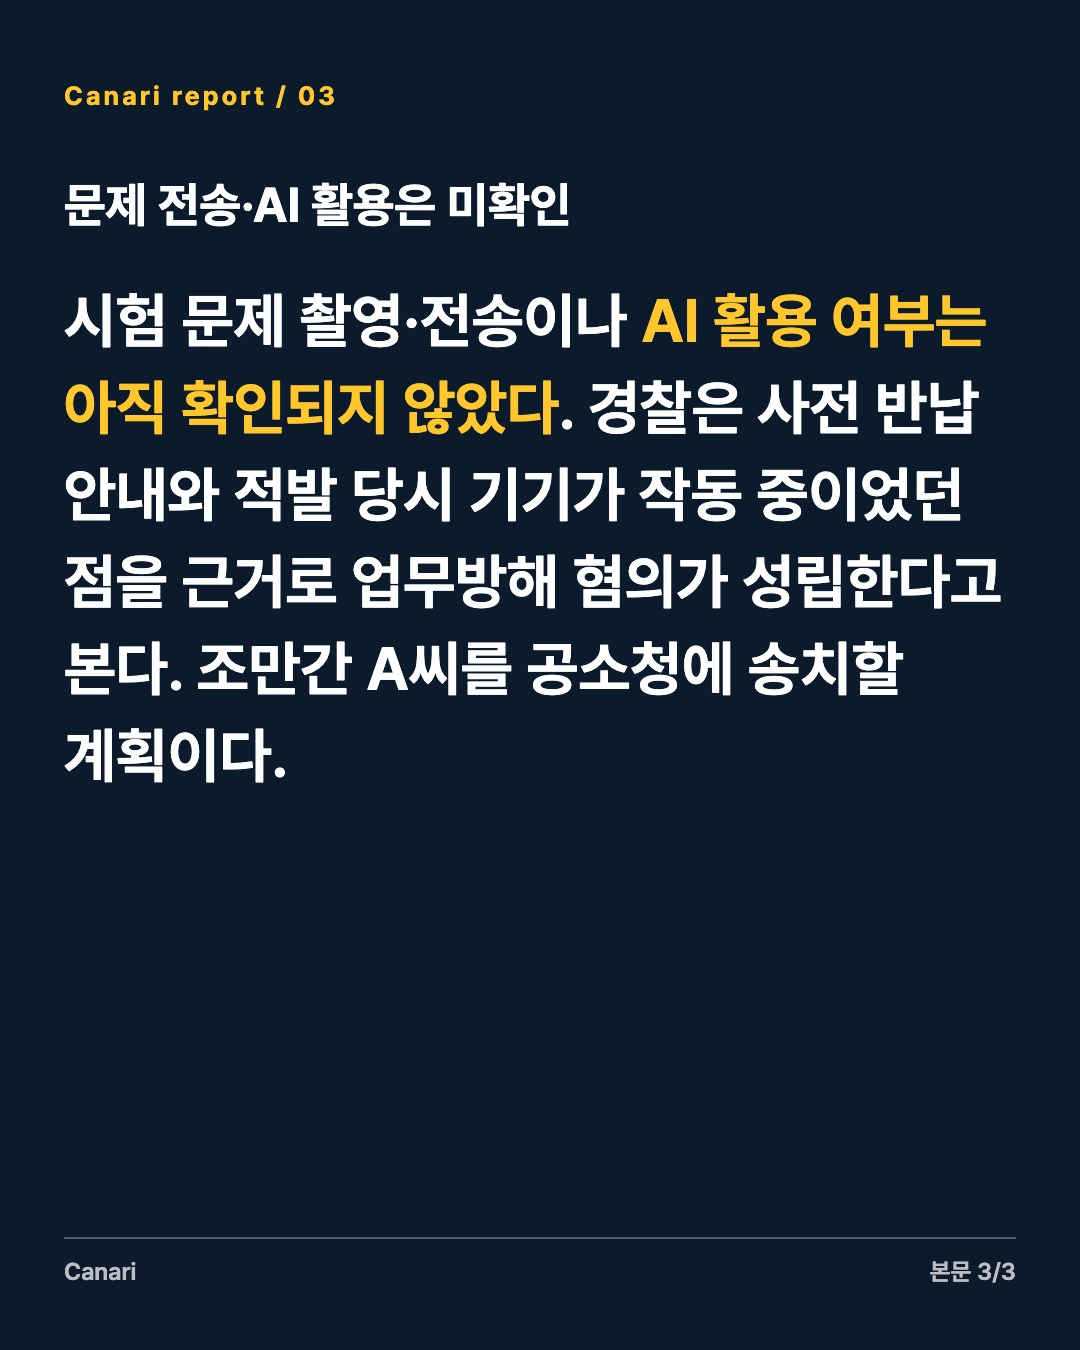 Canari report / 03
문제 전송·AI 활용은 미확인
시험 문제 촬영·전송이나 AI 활용 여부는
아직 확인되지 않았다. 경찰은 사전 반납
안내와 적발 당시 기기가 작동 중이었던
점을 근거로 업무방해 혐의가 성립한다고
본다. 조만간 A씨를 공소청에 송치할
계획이다.
Canari
본문 3/3